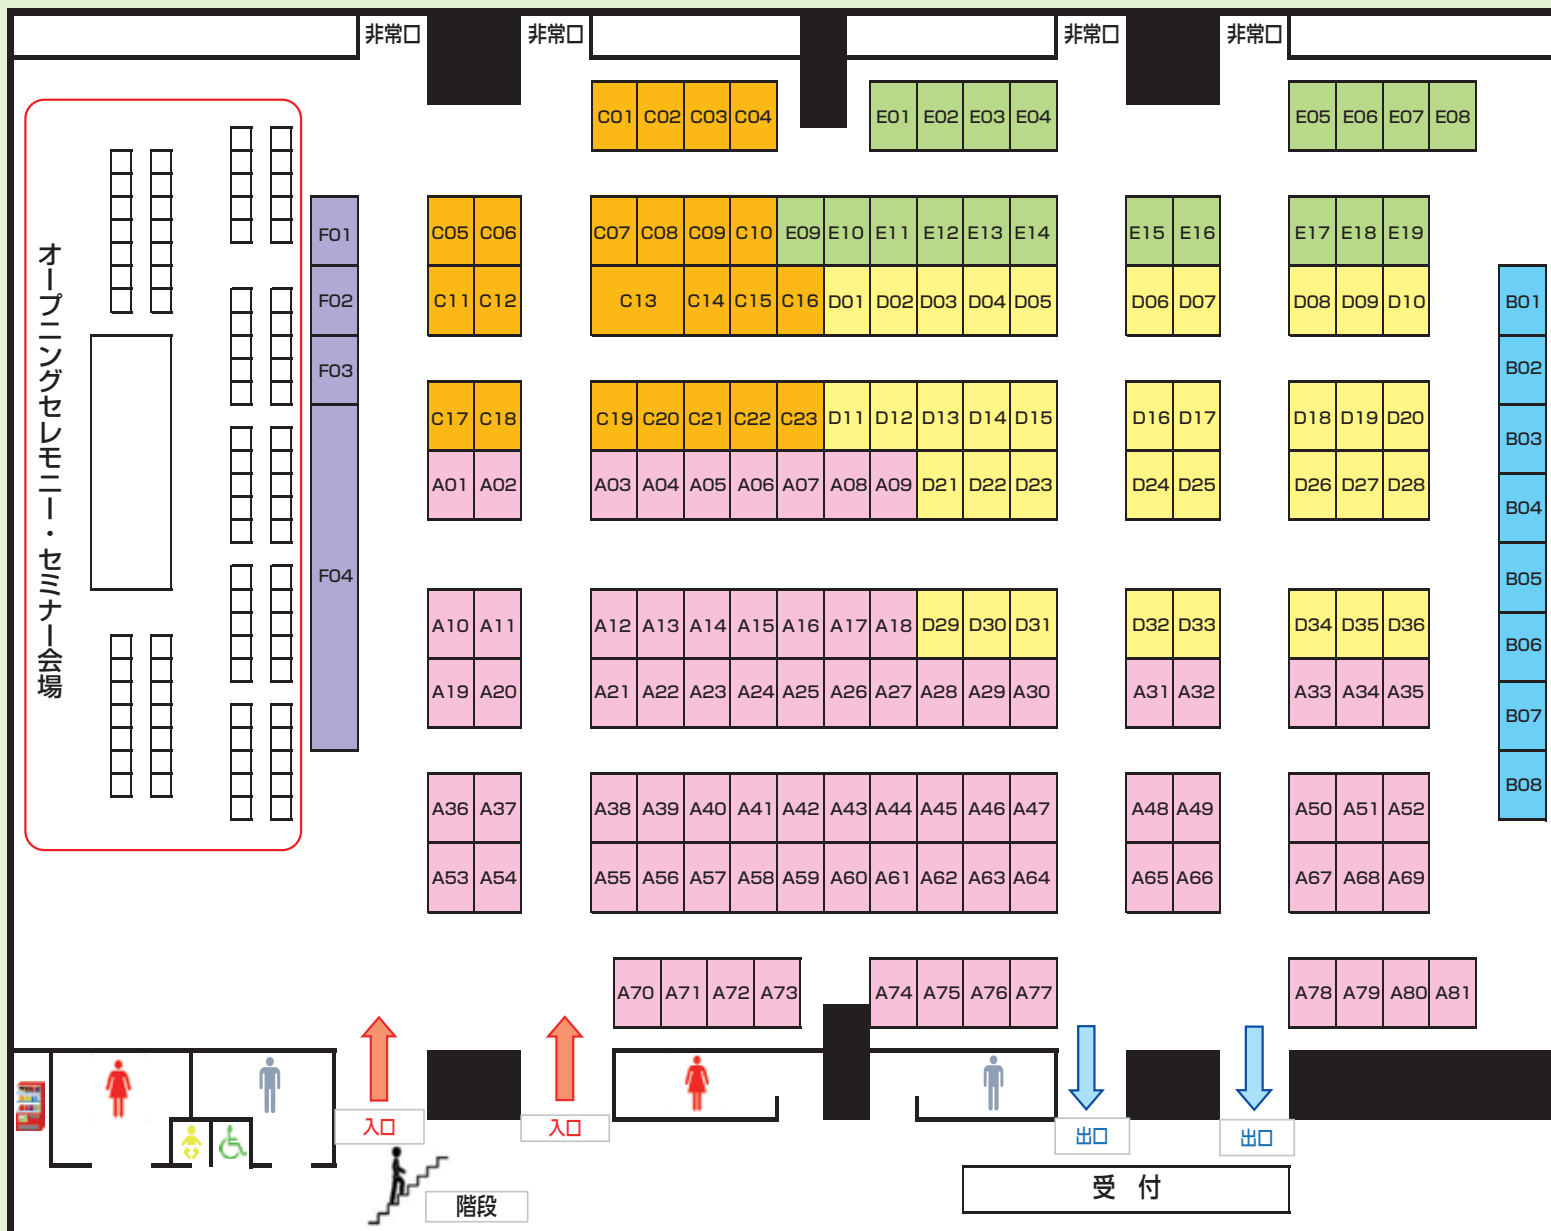 非常口 非常口 非常口 非常口
C01 C02 C03 C04 E01 E02 E03 E04 E05 E06 E07 E08
オープニングセレモニー・セミナー会場
F01 C05 C06 C07 C08 C09 C10 E09 E10 E11 E12 E13 E14 E15 E16 E17 E18 E19
F02 C11 C12 C13 C14 C15 C16 D01 D02 D03 D04 D05 D06 D07 D08 D09 D10 B01
F03 B02
C17 C18 C19 C20 C21 C22 C23 D11 D12 D13 D14 D15 D16 D17 D18 D19 D20 B03
A01 A02 A03 A04 A05 A06 A07 A08 A09 D21 D22 D23 D24 D25 D26 D27 D28 B04
F04 B05
A10 A11 A12 A13 A14 A15 A16 A17 A18 D29 D30 D31 D32 D33 D34 D35 D36 B06
A19 A20 A21 A22 A23 A24 A25 A26 A27 A28 A29 A30 A31 A32 A33 A34 A35 B07
B08
A36 A37 A38 A39 A40 A41 A42 A43 A44 A45 A46 A47 A48 A49 A50 A51 A52
A53 A54 A55 A56 A57 A58 A59 A60 A61 A62 A63 A64 A65 A66 A67 A68 A69
A70 A71 A72 A73 A74 A75 A76 A77 A78 A79 A80 A81
入口 入口 出口 出口
階段 受 付